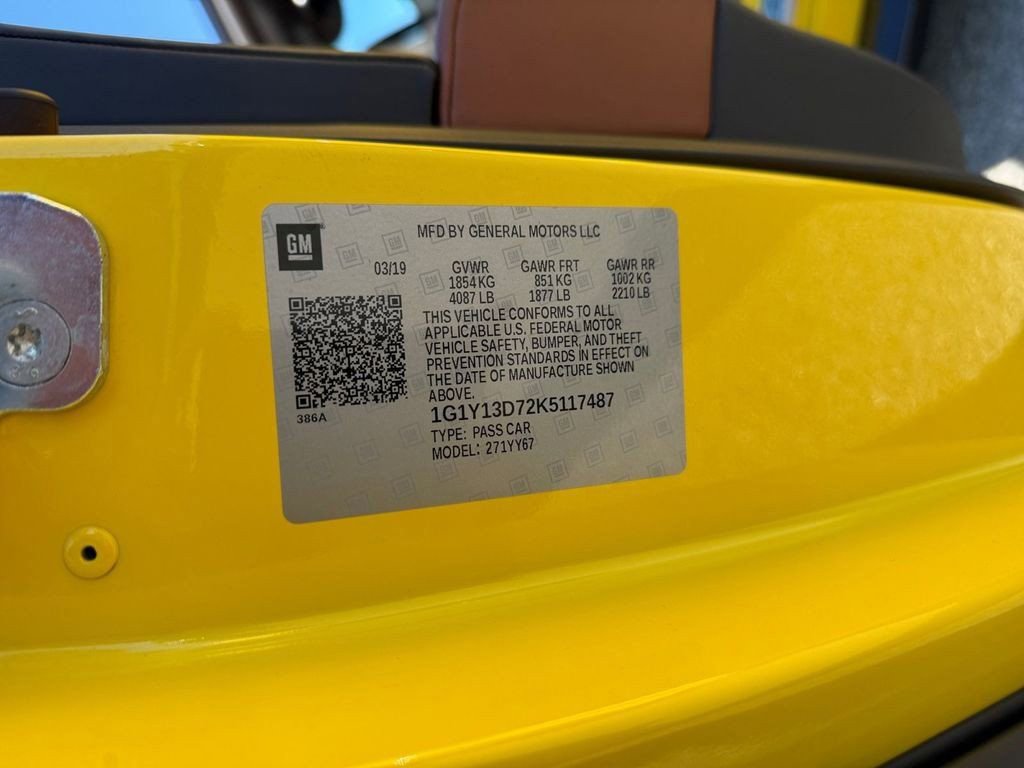 GM
MFD BY GENERAL MOTORS LLC
03/19
GVWR GAWR FRT GAWR RR
1854 KG 851 KG 1002 KG
4087 LB 1877 LB 2210 LB
THIS VEHICLE CONFORMS TO ALL
APPLICABLE U.S. FEDERAL MOTOR
VEHICLE SAFETY, BUMPER, AND THEFT
PREVENTION STANDARDS IN EFFECT ON
THE DATE OF MANUFACTURE SHOWN
ABOVE.
386A
1G1Y13D72K5117487
TYPE: PASS CAR
MODEL: 271YY67